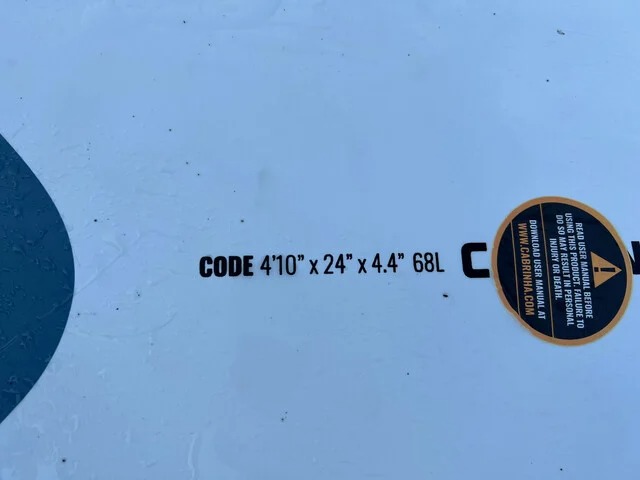 CODE 4'10" x 24" x 4.4" 68L
READ USER MANUAL BEFORE
USING THIS PRODUCT. FAILURE TO
DO SO MAY RESULT IN PERSONAL
INJURY OR DEATH.
DOWNLOAD USER MANUAL AT
WWW.CABRINHA.COM